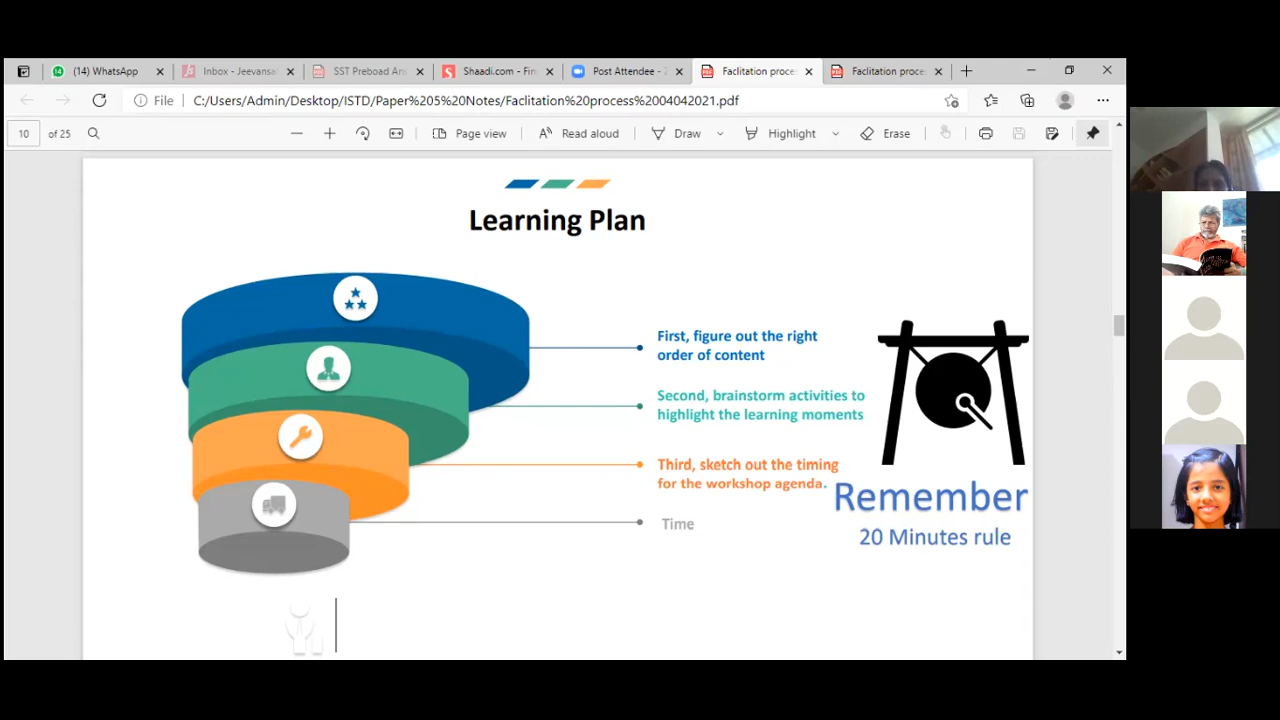 (14) WhatsApp
Inbox - Jeevansa
SST Preboad An
Shaadi.com - Fin
Post Attendee - Z
Faclitation proce
Faclitation proce
File
C:/Users/Admin/Desktop/ISTD/Paper%205%20Notes/Faclitation%20process%2004042021.pdf
10 of 25
Page view
Read aloud
Draw
Highlight
Erase
Learning Plan
First, figure out the right
order of content
Second, brainstorm activities to
highlight the learning moments
Third, sketch out the timing
for the workshop agenda.
Time
Remember
20 Minutes rule